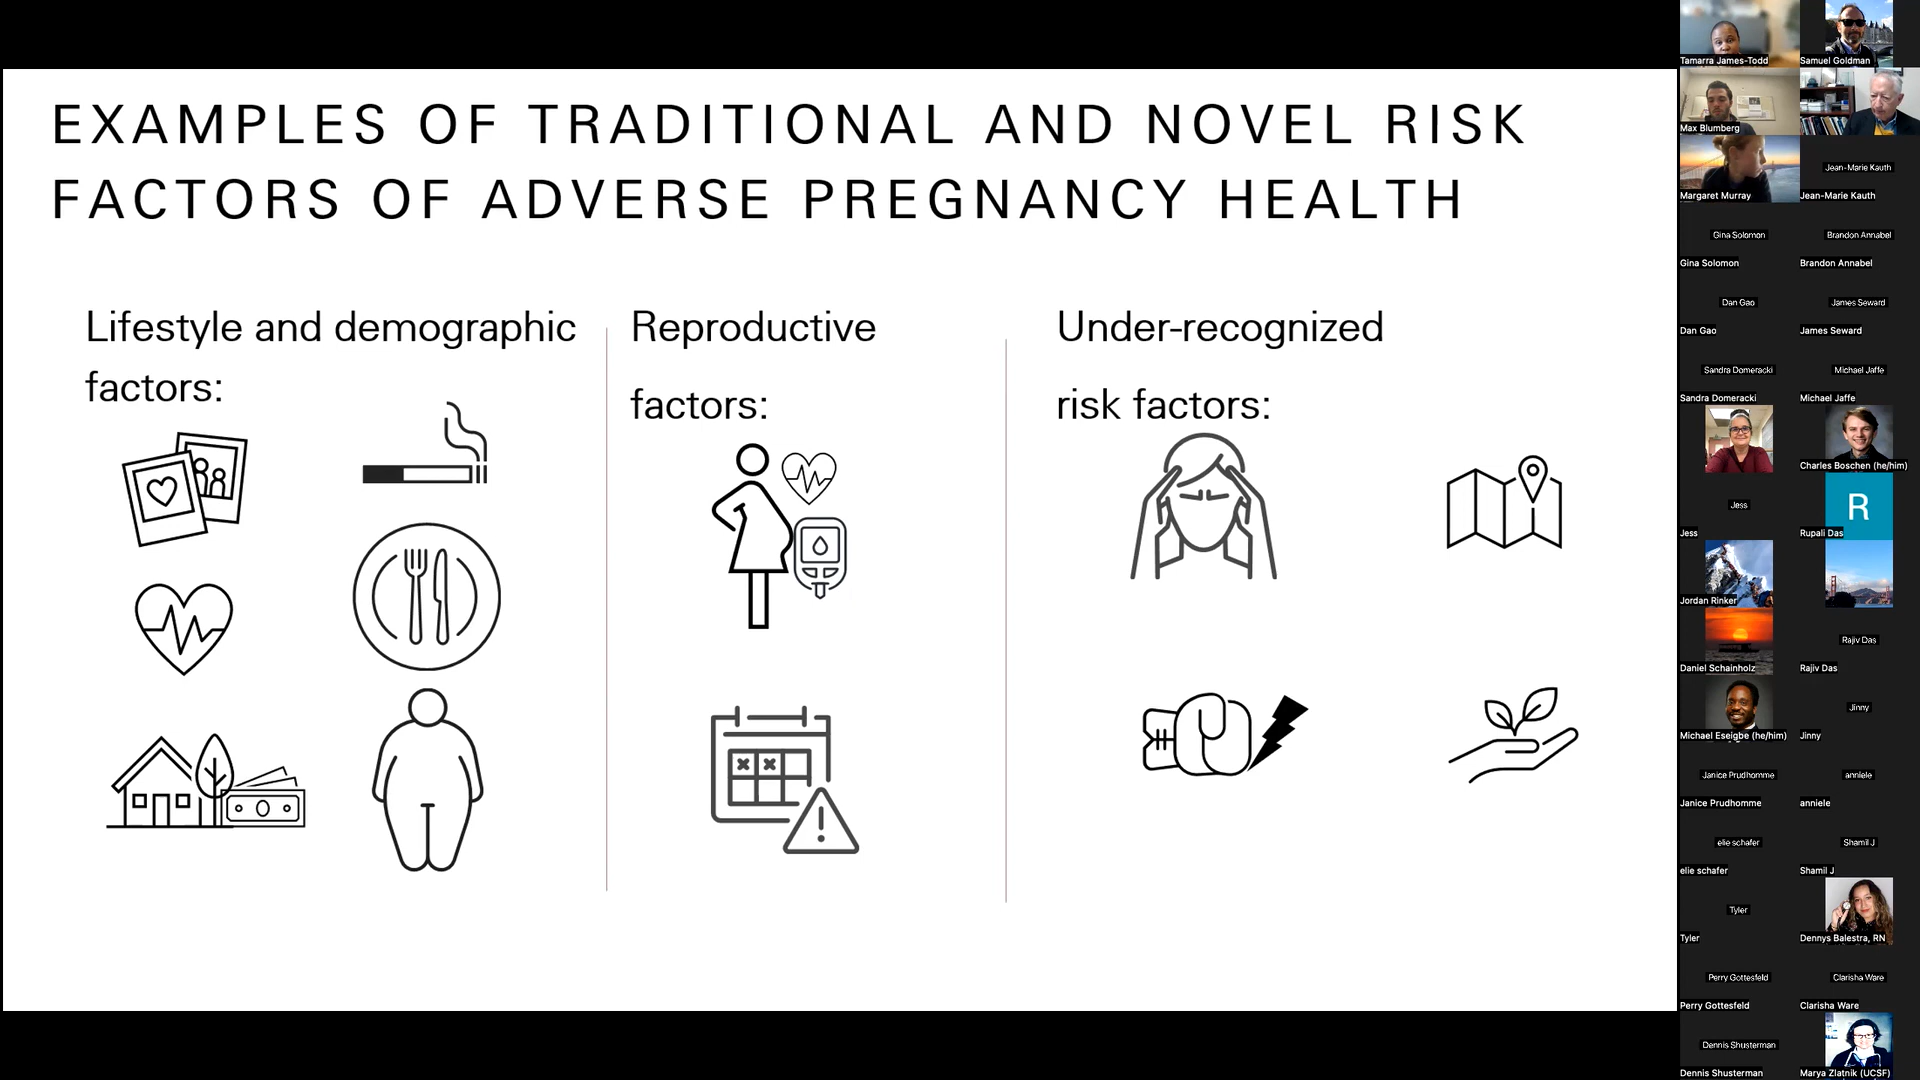 EXAMPLES OF TRADITIONAL AND NOVEL RISK
FACTORS OF ADVERSE PREGNANCY HEALTH
Lifestyle and demographic
factors:
Reproductive
factors:
Under-recognized
risk factors:
Tamarra James-Todd
Samuel Goldman
Max Blumberg
Margaret Murray
Jean-Marie Kauth
Jean-Marie Kauth
Gina Solomon
Brandon Annabel
Gina Solomon
Brandon Annabel
Dan Gao
James Seward
Dan Gao
James Seward
Sandra Domeracki
Michael Jaffe
Sandra Domeracki
Michael Jaffe
Charles Boschen (he/him)
Jess
R
Jess
Rupali Das
Jordan Rinker
Rajiv Das
Daniel Schainholz
Rajiv Das
Jinny
Michael Eseigbe (he/him)
Jinny
Janice Prudhomme
anniele
Janice Prudhomme
anniele
elie schafer
Shamil J
elie schafer
Shamil J
Tyler
Tyler
Dennys Balestra, RN
Perry Gottesfeld
Clarisha Ware
Perry Gottesfeld
Clarisha Ware
Dennis Shusterman
Dennis Shusterman
Marya Zlatnik (UCSF)